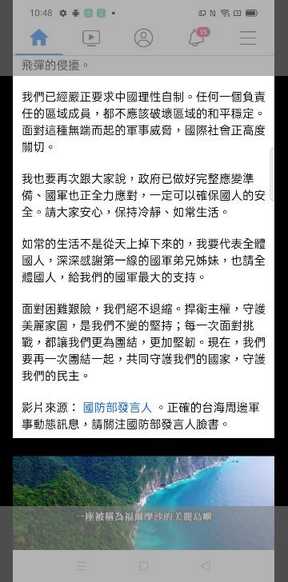 10:48
15
飛彈的侵擾。
我們已經嚴正要求中國理性自制。任何一個負責
任的區域成員，都不應該破壞區域的和平穩定。
面對這種無端而起的軍事威脅，國際社會正高度
關切。
我也要再次跟大家說，政府已做好完整應變準
備、國軍也正全力應對，一定可以確保國人的安
全。請大家安心，保持冷靜、如常生活。
如常的生活不是從天上掉下來的，我要代表全體
國人，深深感謝第一線的國軍弟兄姊妹，也請全
體國人，給我們的國軍最大的支持。
面對困難艱險，我們絕不退縮。捍衛主權，守護
美麗家園，是我們不變的堅持；每一次面對挑
戰，都讓我們更為團結，更加堅韌。現在，我們
要再一次團結一起，共同守護我們的國家，守護
我們的民主。
影片來源： 國防部發言人 。正確的台海周邊軍
事動態訊息，請關注國防部發言人臉書。
一座被稱為福爾摩沙的美麗島嶼